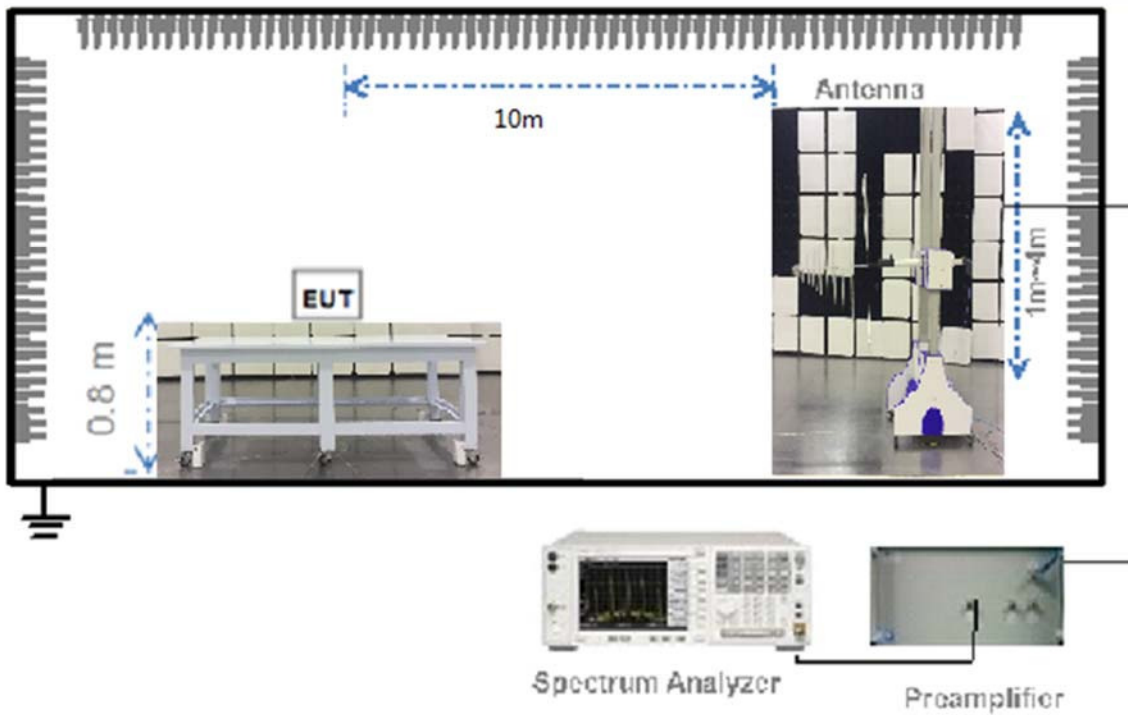 Antenna
10m
1m~4m
EUT
0.8 m
Spectrum Analyzer
Preamplifier